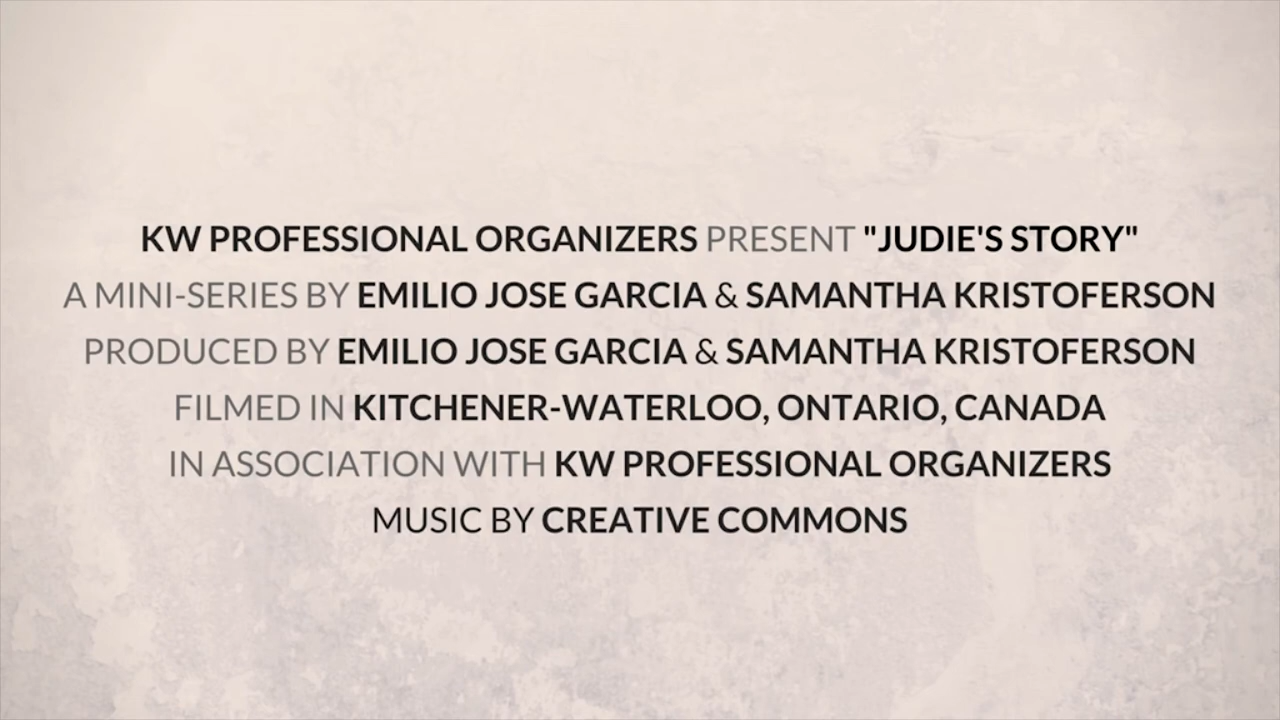 KW PROFESSIONAL ORGANIZERS PRESENT "JUDIE'S STORY"
A MINI-SERIES BY EMILIO JOSE GARCIA & SAMANTHA KRISTOFERSON
PRODUCED BY EMILIO JOSE GARCIA & SAMANTHA KRISTOFERSON
FILMED IN KITCHENER-WATERLOO, ONTARIO, CANADA
IN ASSOCIATION WITH KW PROFESSIONAL ORGANIZERS
MUSIC BY CREATIVE COMMONS